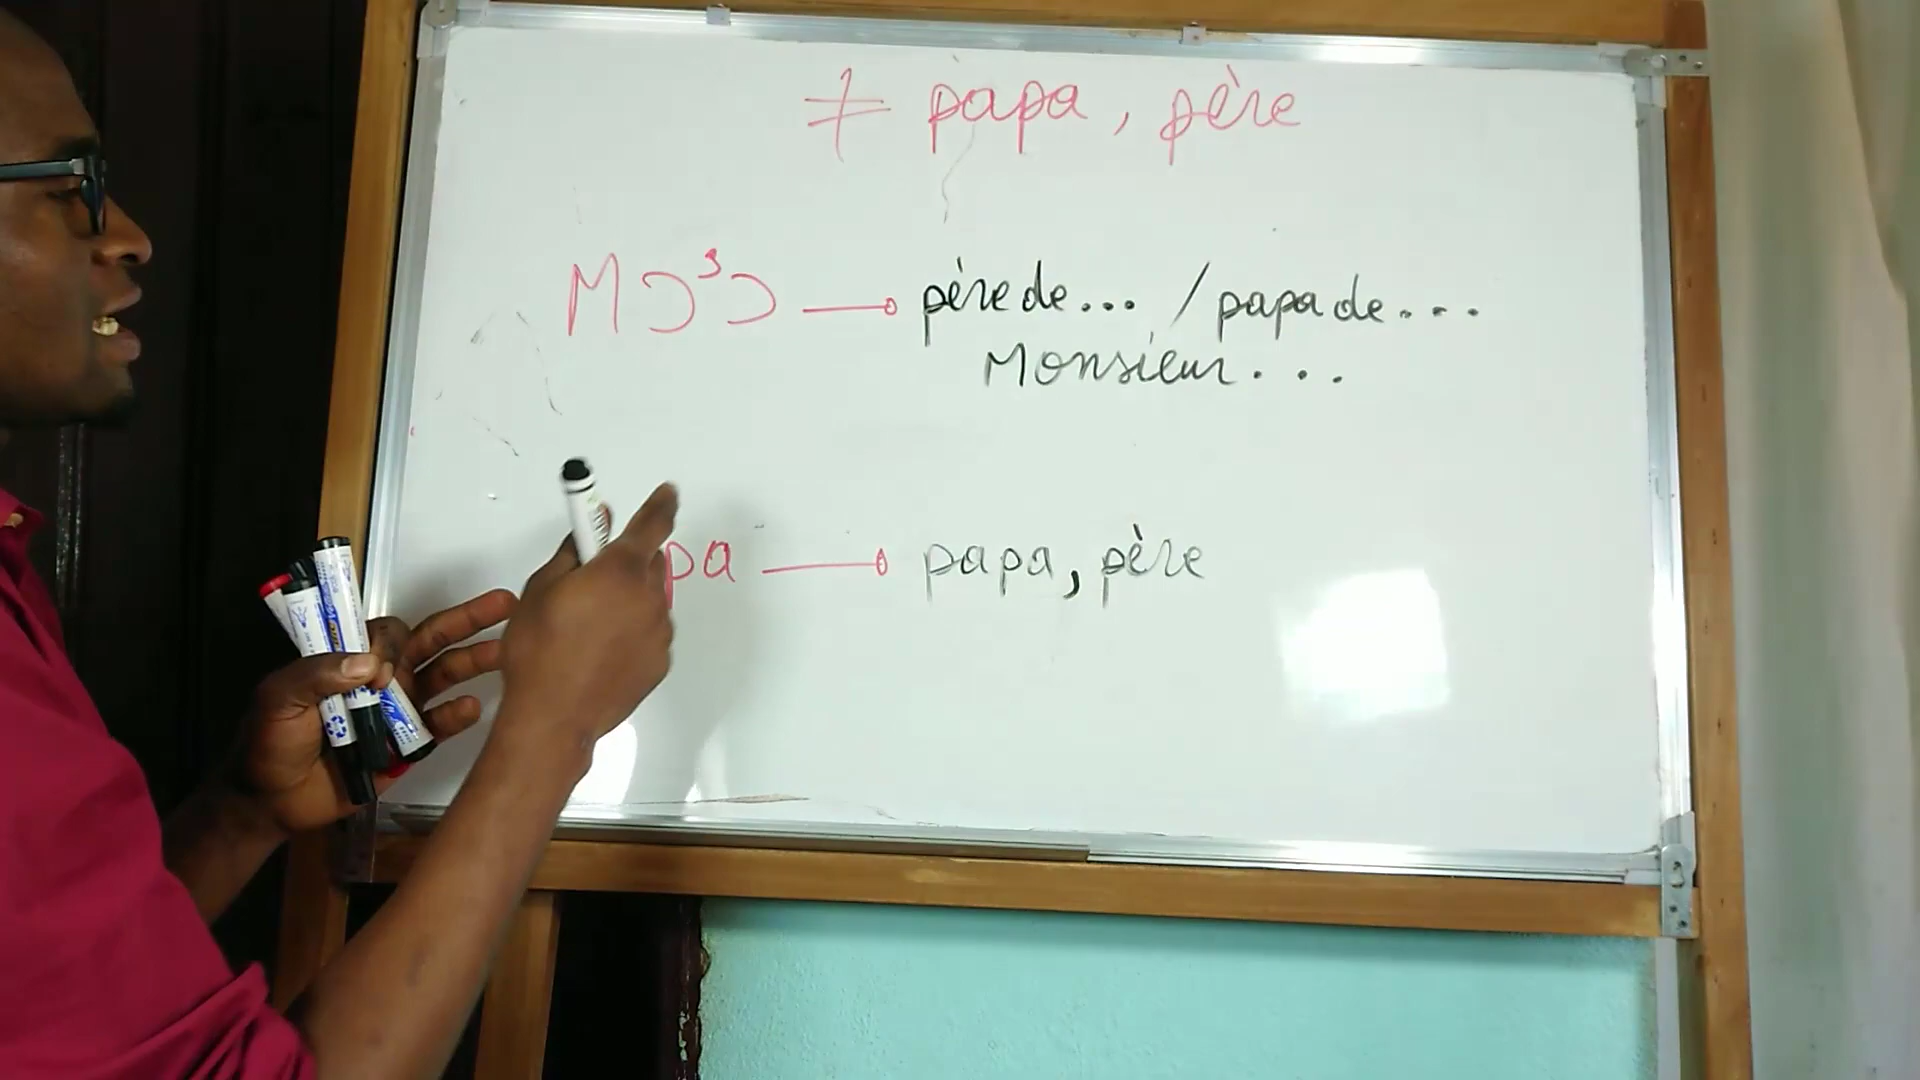 ≠ papa, père
MƆ³Ɔ → père de... / papa de...
Monsieur...
pa → papa, père